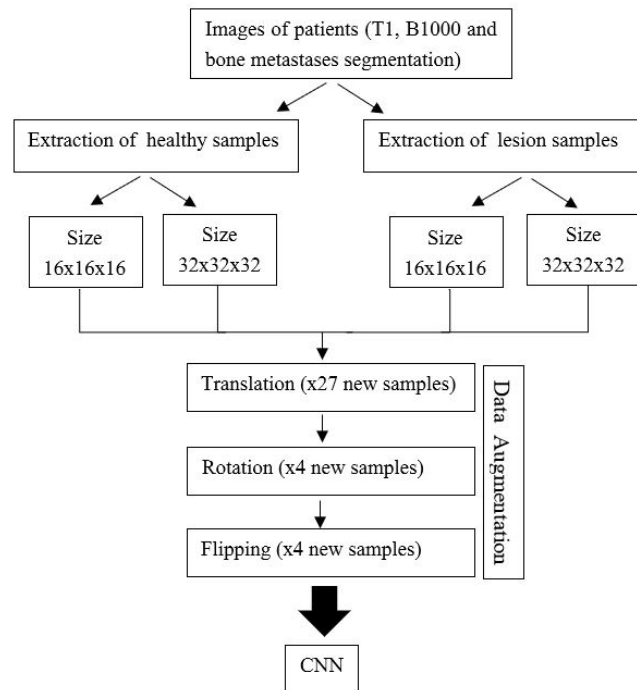 Images of patients (T1, B1000 and
bone metastases segmentation)
Extraction of healthy samples
Extraction of lesion samples
Size
16x16x16
Size
32x32x32
Size
16x16x16
Size
32x32x32
Translation (x27 new samples)
Rotation (x4 new samples)
Flipping (x4 new samples)
Data Augmentation
CNN